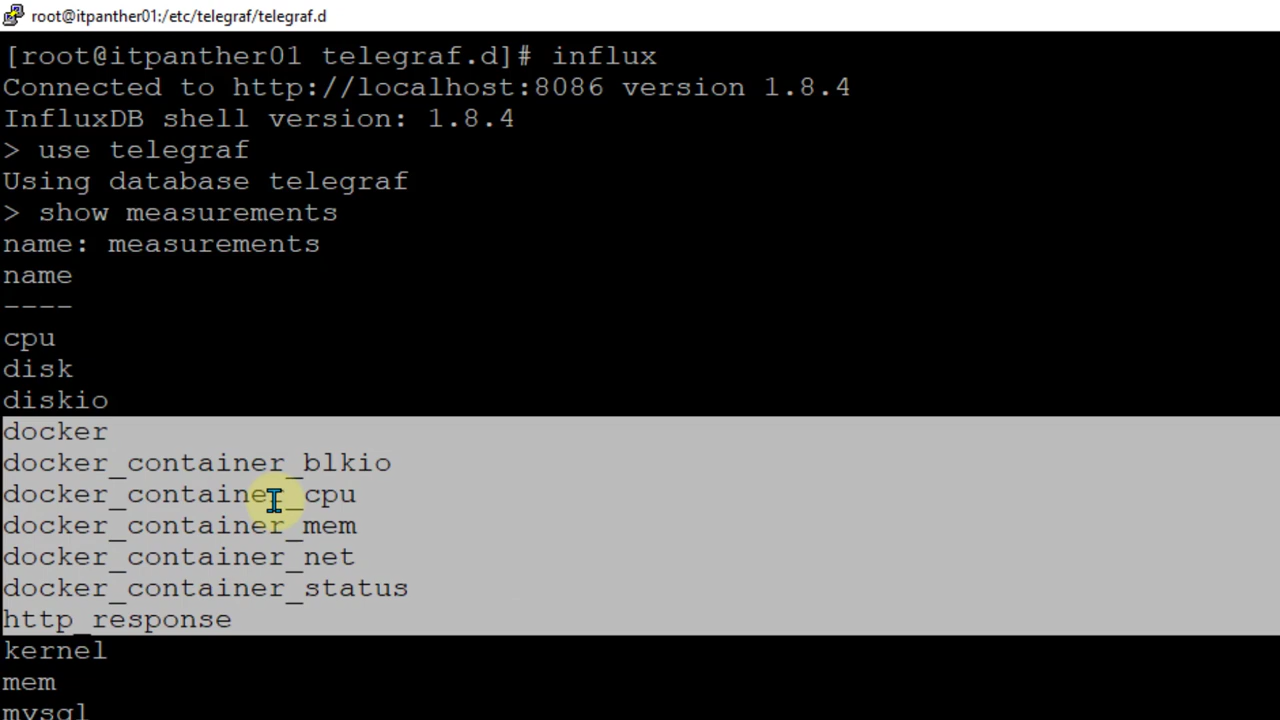 root@itpanther01:/etc/telegraf/telegraf.d
[root@itpanther01 telegraf.d]# influx
Connected to http://localhost:8086 version 1.8.4
InfluxDB shell version: 1.8.4
> use telegraf
Using database telegraf
> show measurements
name: measurements
name
----
cpu
disk
diskio
docker
docker_container_blkio
docker_container_cpu
docker_container_mem
docker_container_net
docker_container_status
http_response
kernel
mem
mysql